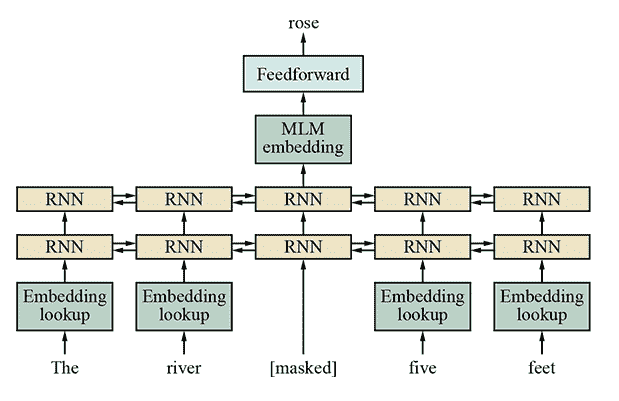 rose
Feedforward
MLM
embedding
RNN RNN RNN RNN RNN
RNN RNN RNN RNN RNN
Embedding Embedding Embedding Embedding
lookup lookup lookup lookup
The river [masked] five feet